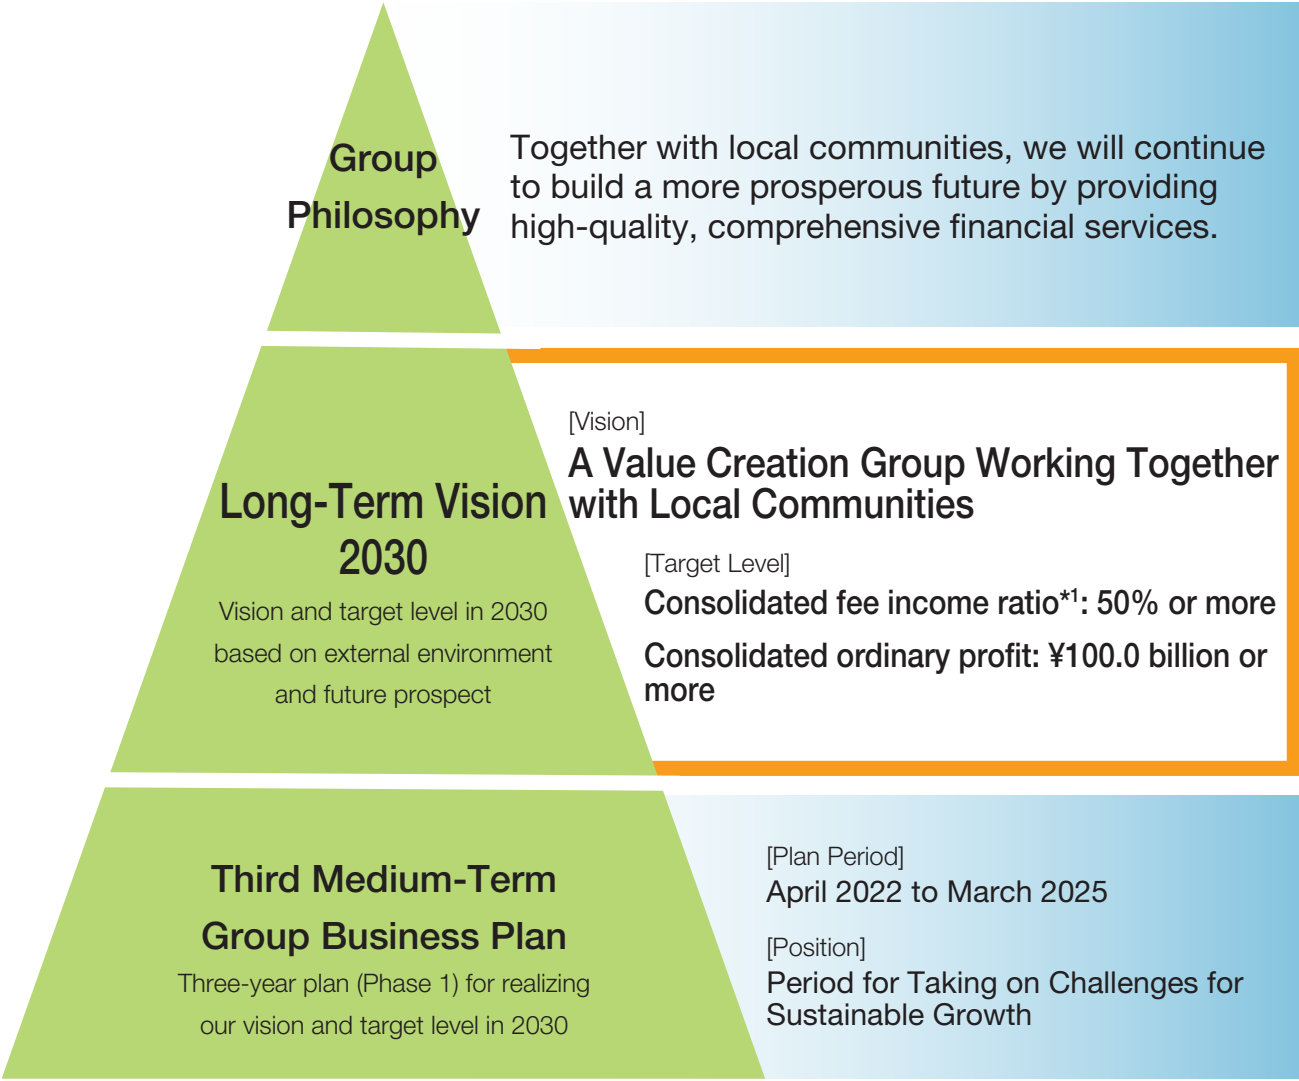 Group
Philosophy
Together with local communities, we will continue
to build a more prosperous future by providing
high-quality, comprehensive financial services.
Long-Term Vision
2030
Vision and target level in 2030
based on external environment
and future prospect
[Vision]
A Value Creation Group Working Together
with Local Communities
[Target Level]
Consolidated fee income ratio*1: 50% or more
Consolidated ordinary profit: ¥100.0 billion or
more
Third Medium-Term
Group Business Plan
Three-year plan (Phase 1) for realizing
our vision and target level in 2030
[Plan Period]
April 2022 to March 2025
[Position]
Period for Taking on Challenges for
Sustainable Growth